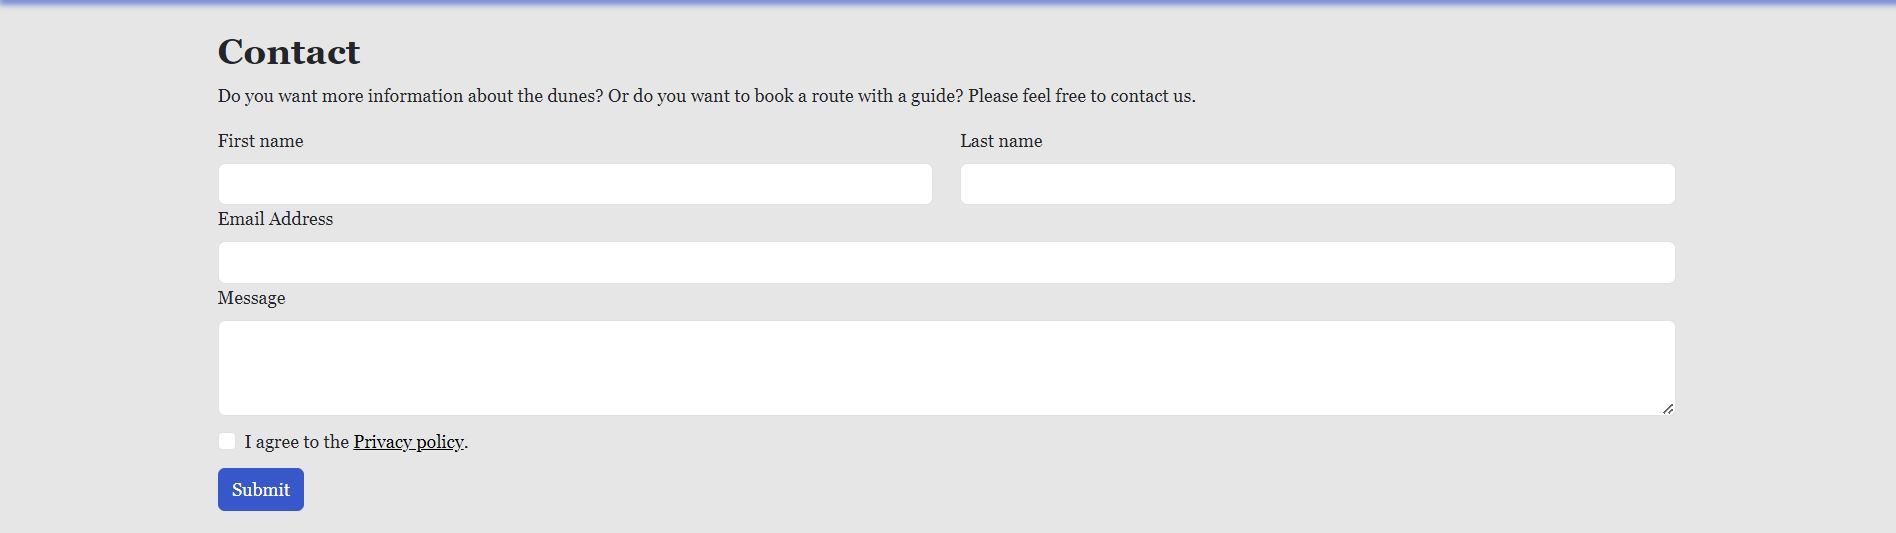 Contact
Do you want more information about the dunes? Or do you want to book a route with a guide? Please feel free to contact us.
First name
Last name
Email Address
Message
I agree to the Privacy policy.
Submit